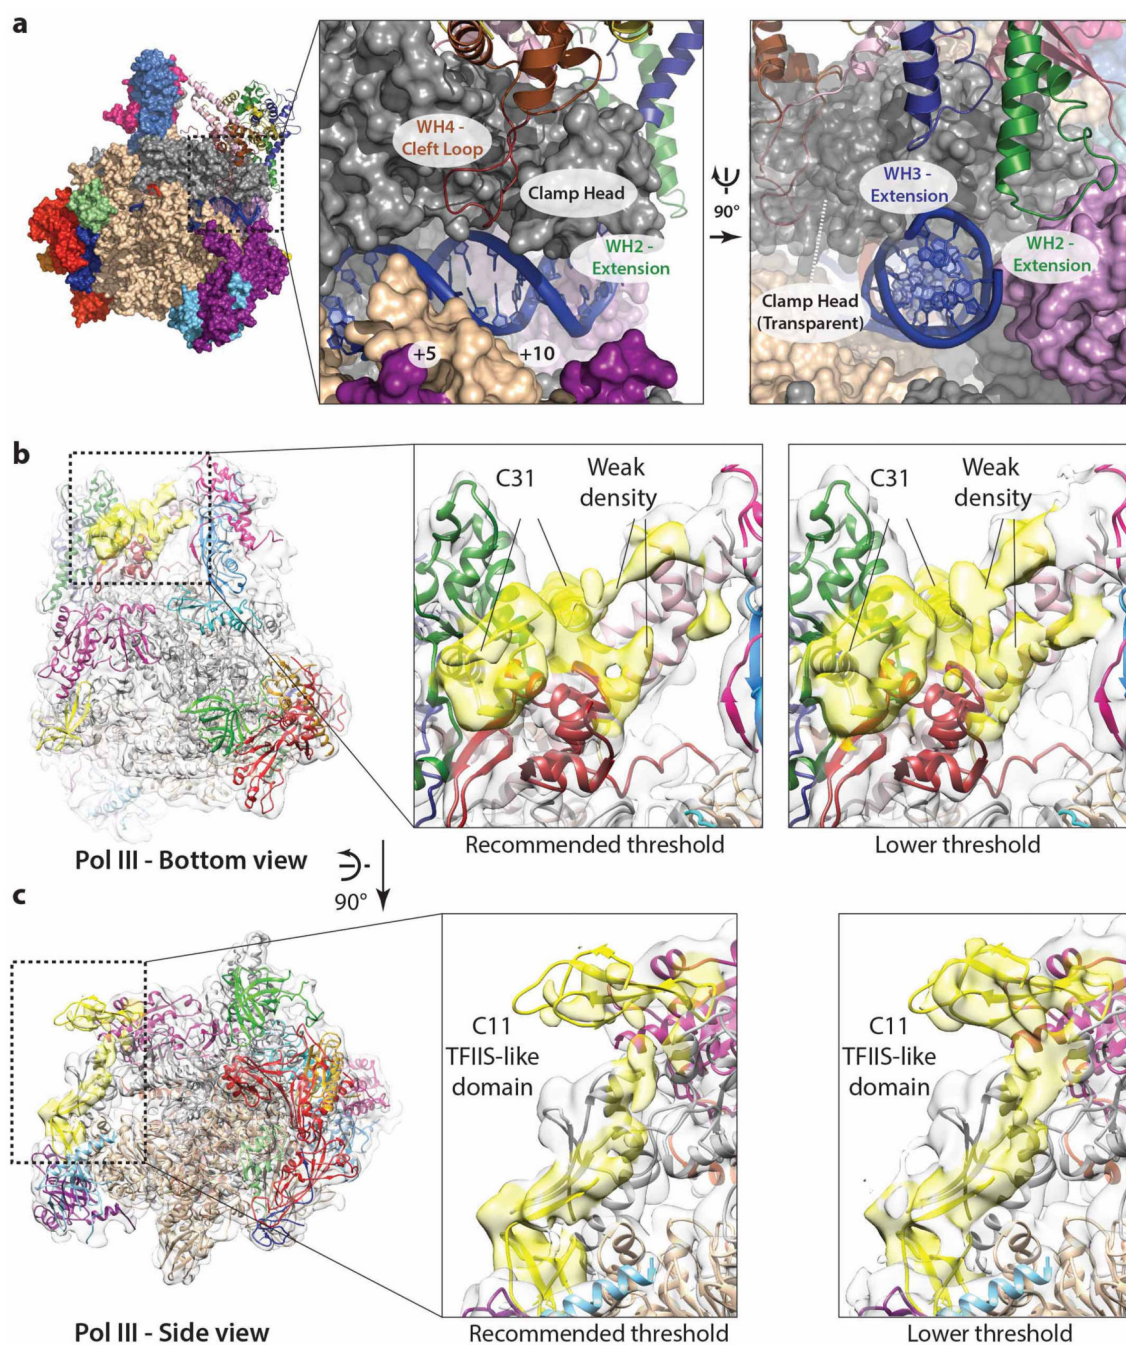 a
WH4 -
Cleft Loop
Clamp Head
WH2 -
Extension
+5
+10
90°
WH3 -
Extension
WH2 -
Extension
Clamp Head
(Transparent)
b
C31
Weak
density
C31
Weak
density
Recommended threshold
Lower threshold
Pol III - Bottom view
90°
c
C11
TFIIS-like
domain
C11
TFIIS-like
domain
Pol III - Side view
Recommended threshold
Lower threshold